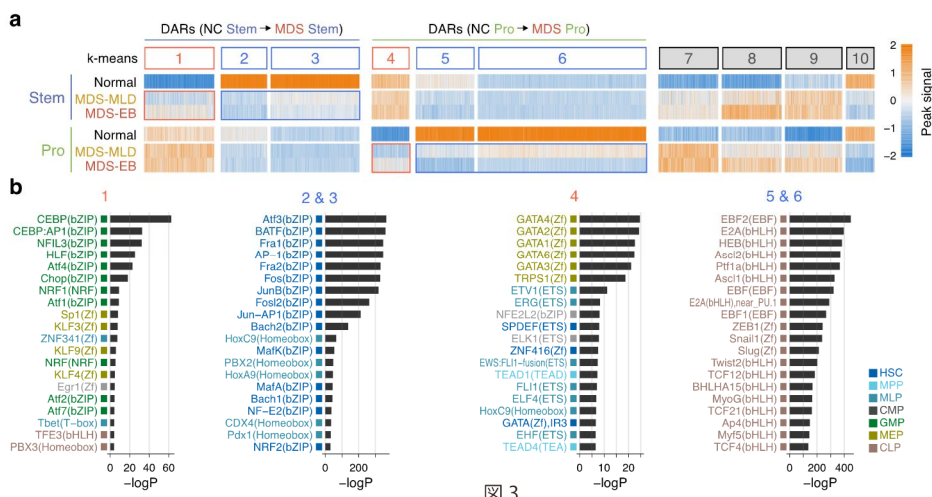 a
DARs (NC Stem → MDS Stem)
DARs (NC Pro → MDS Pro)
k-means 1 2 3 4 5 6 7 8 9 10
Stem
Normal
MDS-MLD
MDS-EB
Pro
Normal
MDS-MLD
MDS-EB
2
1
0
−1
−2
Peak signal
b
1
CEBP(bZIP)
CEBP:AP1(bZIP)
NFIL3(bZIP)
HLF(bZIP)
Atf4(bZIP)
Chop(bZIP)
NRF1(NRF)
Atf1(bZIP)
Sp1(Zf)
KLF3(Zf)
ZNF341(Zf)
KLF9(Zf)
NRF(NRF)
KLF4(Zf)
Egr1(Zf)
Atf2(bZIP)
Atf7(bZIP)
Tbet(T-box)
TFE3(bHLH)
PBX3(Homeobox)
0 20 40 60
−logP
2 & 3
Atf3(bZIP)
BATF(bZIP)
Fra1(bZIP)
AP-1(bZIP)
Fra2(bZIP)
Fos(bZIP)
JunB(bZIP)
Fosl2(bZIP)
Jun-AP1(bZIP)
Bach2(bZIP)
HoxC9(Homeobox)
MafK(bZIP)
PBX2(Homeobox)
HoxA9(Homeobox)
MafA(bZIP)
Bach1(bZIP)
NF-E2(bZIP)
CDX4(Homeobox)
Pdx1(Homeobox)
NRF2(bZIP)
0 200
−logP
4
GATA4(Zf)
GATA2(Zf)
GATA1(Zf)
GATA6(Zf)
GATA3(Zf)
TRPS1(Zf)
ETV1(ETS)
ERG(ETS)
NFE2L2(bZIP)
SPDEF(ETS)
ELK1(ETS)
ZNF416(Zf)
EWS:FLI1-fusion(ETS)
TEAD1(TEAD)
FLI1(ETS)
ELF4(ETS)
HoxC9(Homeobox)
GATA(Zf),IR3
EHF(ETS)
TEAD4(TEA)
0 5 10 15 20
−logP
5 & 6
EBF2(EBF)
E2A(bHLH)
HEB(bHLH)
Ascl2(bHLH)
Ptf1a(bHLH)
Ascl1(bHLH)
EBF(EBF)
E2A(bHLH),near_PU.1
EBF1(EBF)
ZEB1(Zf)
Snail1(Zf)
Slug(Zf)
Twist2(bHLH)
TCF12(bHLH)
BHLHA15(bHLH)
MyoG(bHLH)
TCF21(bHLH)
Ap4(bHLH)
Myf5(bHLH)
TCF4(bHLH)
0 200 400
−logP
HSC
MPP
MLP
CMP
GMP
MEP
CLP
図 3